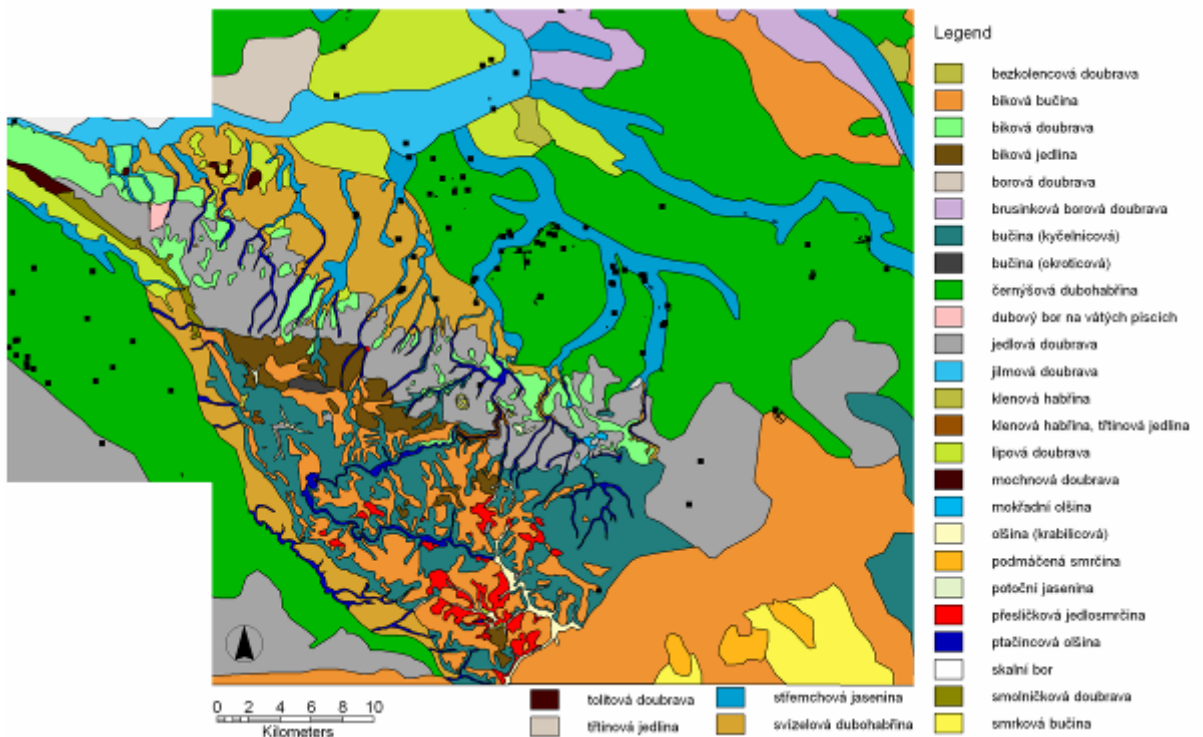 Legend
bezkolencová doubrava
biková bučina
biková doubrava
biková jedlina
borová doubrava
brusinková borová doubrava
bučina (kyčelnicová)
bučina (okroticová)
černýšová dubohabřina
dubový bor na vátých píscích
jedlová doubrava
jilmová doubrava
klenová habřina
klenová habřina, třtinová jedlina
lipová doubrava
mochnová doubrava
mokřadní olšina
olšina (krabilicová)
podmáčená smrčina
potoční jasenina
přesličková jedlosmrčina
ptačincová olšina
skalní bor
smolničková doubrava
smrková bučina
tolitová doubrava
střemchová jasenina
třtinová jedlina
svízelová dubohabřina
0 2 4 6 8 10
Kilometers